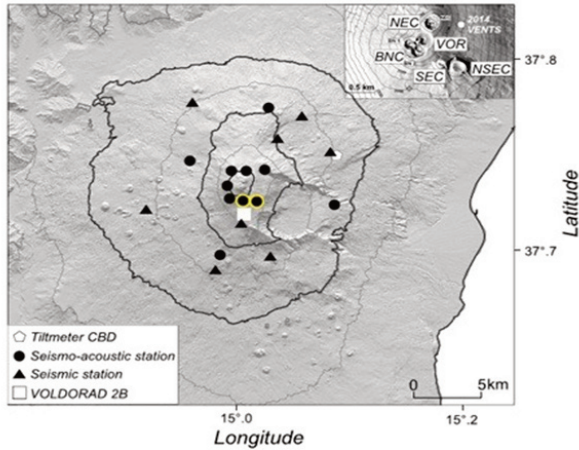 NEC
2014
VENTS
VOR
BNC
SEC
NSEC
0.5 km
37°.8
37°.7
Latitude
Tiltmeter CBD
Seismo-acoustic station
Seismic station
VOLDORAD 2B
0 5km
15°.0
15°.2
Longitude